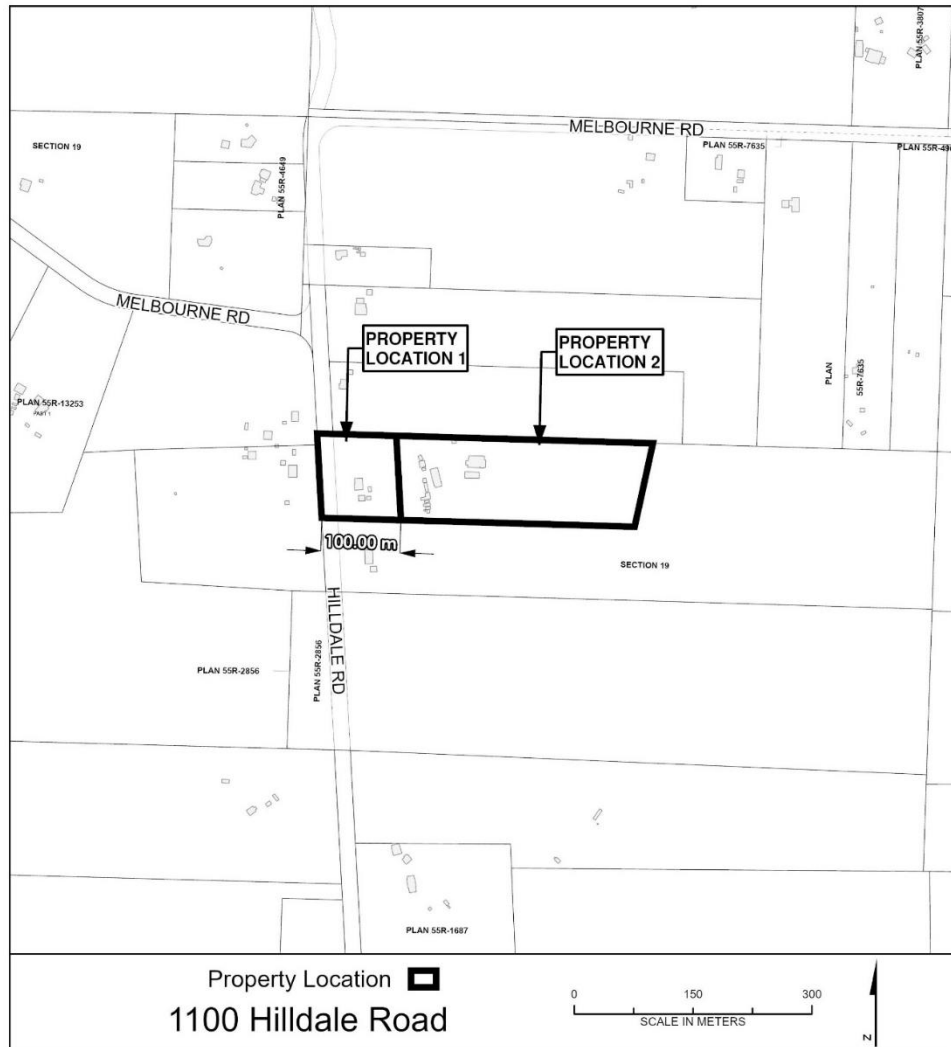 PLAN 55R-3807
MELBOURNE RD
SECTION 19
PLAN 55R-7635
PLAN 55R-4649
MELBOURNE RD
PROPERTY
LOCATION 1
PROPERTY
LOCATION 2
PLAN
55R-7635
PLAN 55R-13253
PART 1
100.00 m
SECTION 19
HILLDALE RD
PLAN 55R-2856
PLAN 55R-2856
PLAN 55R-1687
Property Location
1100 Hilldale Road
0 150 300
SCALE IN METERS
N